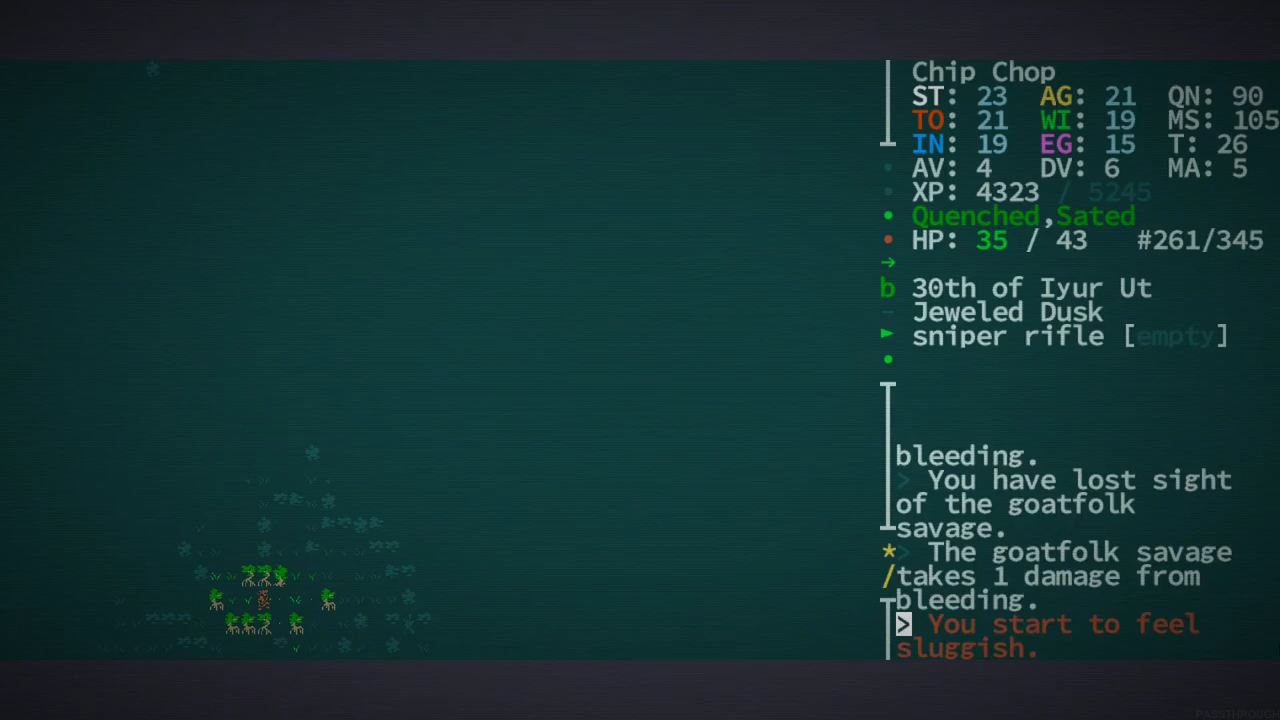 Chip Chop
ST: 23 AG: 21 QN: 90
TO: 21 WI: 19 MS: 105
IN: 19 EG: 15 T: 26
AV: 4 DV: 6 MA: 5
XP: 4323 / 5245
Quenched,Sated
HP: 35 / 43 #261/345
b 30th of Iyur Ut
Jeweled Dusk
sniper rifle [empty]
bleeding.
> You have lost sight
of the goatfolk
savage.
> The goatfolk savage
takes 1 damage from
bleeding.
> You start to feel
sluggish.